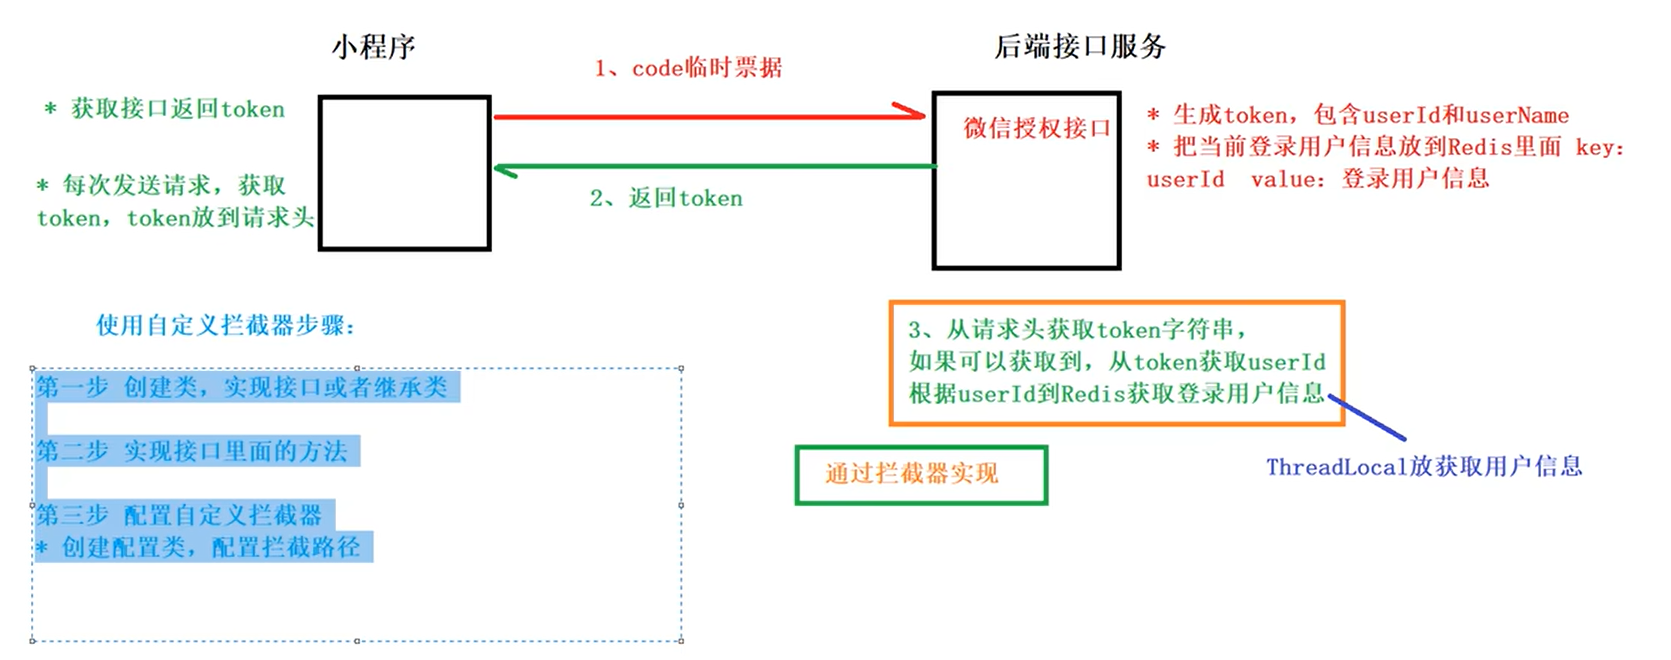 小程序
后端接口服务
1、code临时票据
* 获取接口返回token
* 每次发送请求，获取
token，token放到请求头
微信授权接口
* 生成token，包含userId和userName
* 把当前登录用户信息放到Redis里面 key：
userId  value：登录用户信息
2、返回token
使用自定义拦截器步骤：
第一步 创建类，实现接口或者继承类
第二步 实现接口里面的方法
第三步 配置自定义拦截器
* 创建配置类，配置拦截路径
3、从请求头获取token字符串，
如果可以获取到，从token获取userId
根据userId到Redis获取登录用户信息
通过拦截器实现
ThreadLocal放获取用户信息